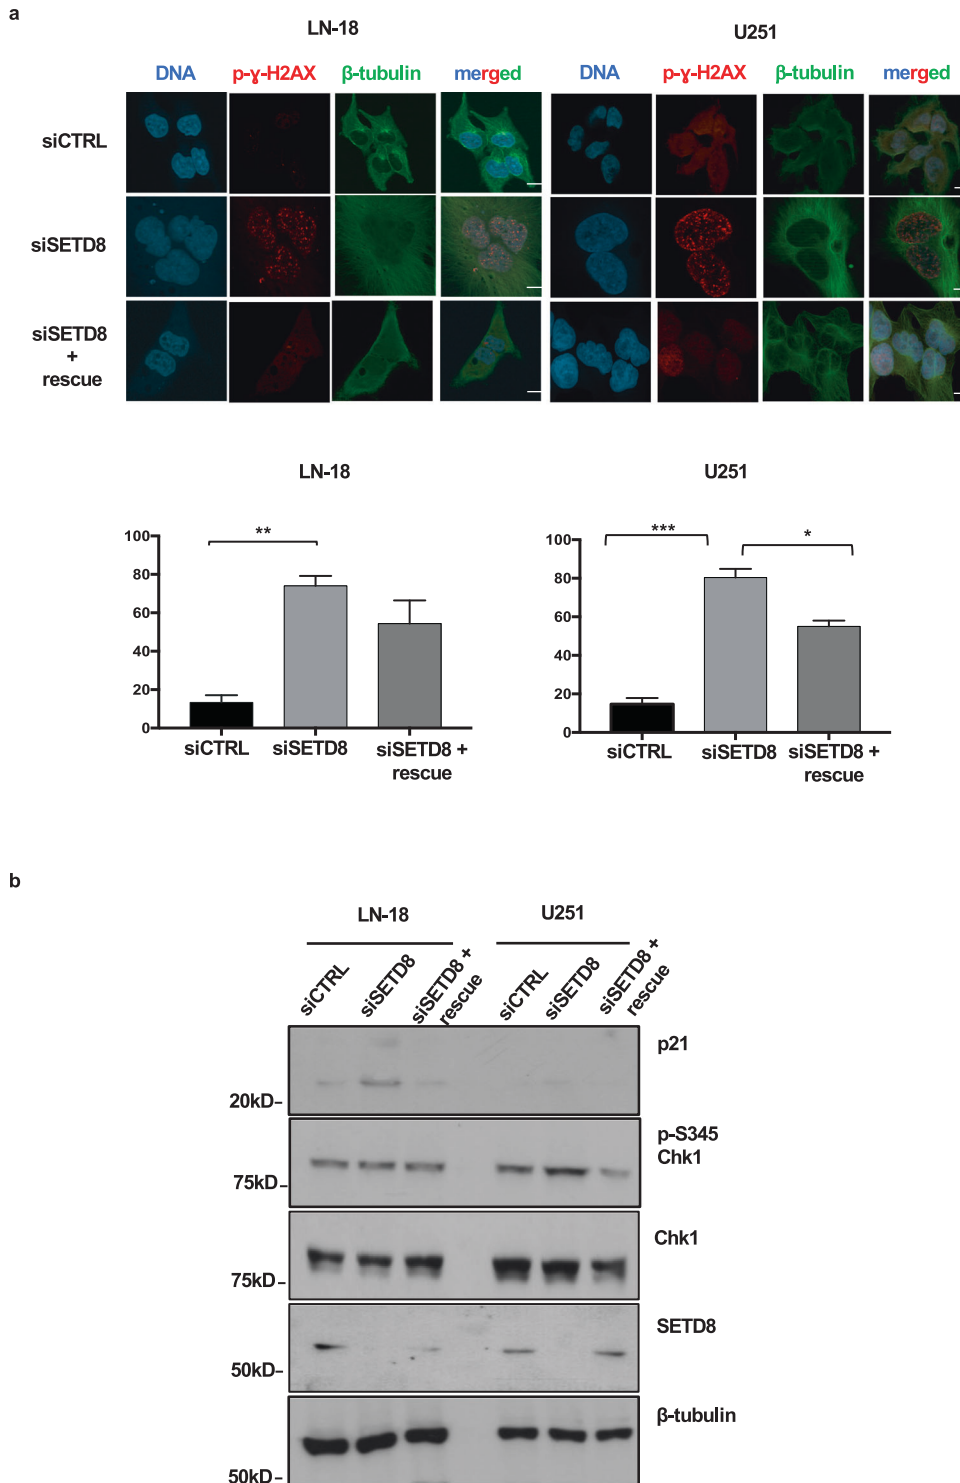 a
LN-18
U251
DNA
p-ɣ-H2AX
β-tubulin
merged
DNA
p-ɣ-H2AX
β-tubulin
merged
siCTRL
siSETD8
siSETD8
+
rescue
LN-18
100
80
60
40
20
0
**
siCTRL
siSETD8
siSETD8 +
rescue
U251
100
80
60
40
20
0
***
*
siCTRL
siSETD8
siSETD8 +
rescue
b
LN-18
U251
siCTRL
siSETD8
siSETD8 +
rescue
siCTRL
siSETD8
siSETD8 +
rescue
p21
20kD-
p-S345
Chk1
75kD-
Chk1
75kD-
SETD8
50kD-
β-tubulin
50kD-